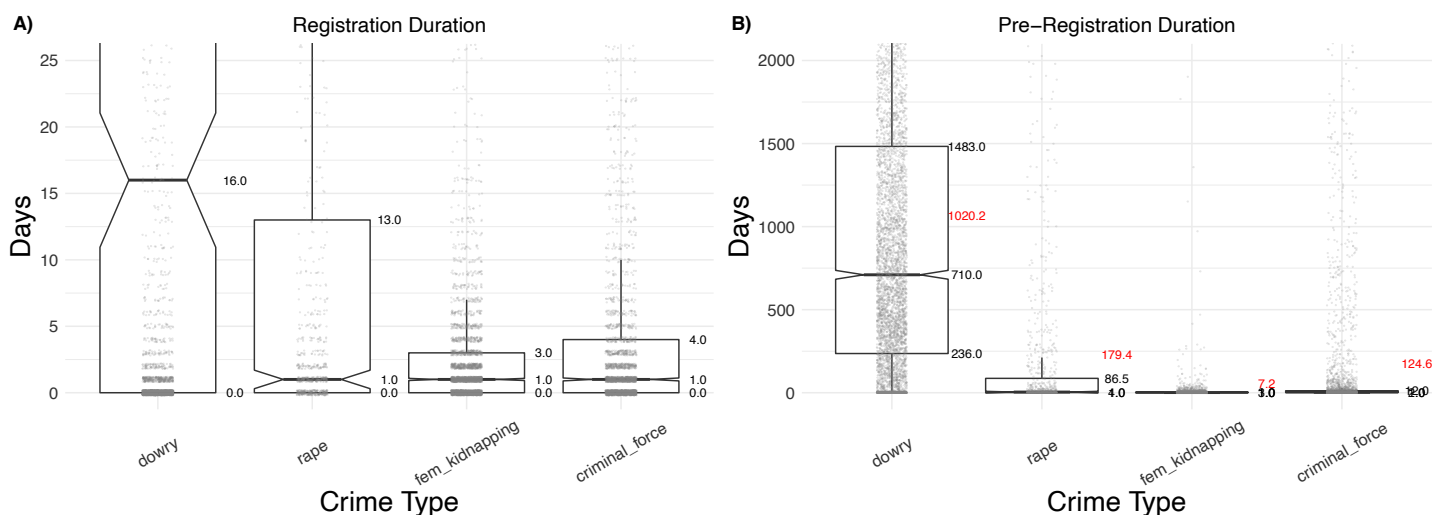 A)
Registration Duration
Days
25
20
15
10
5
0
16.0
0.0
13.0
1.0
0.0
3.0
1.0
0.0
4.0
1.0
0.0
dowry
rape
fem_kidnapping
criminal_force
Crime Type
B)
Pre−Registration Duration
Days
2000
1500
1000
500
0
1483.0
1020.2
710.0
236.0
179.4
86.5
7.2
124.6
12.0
dowry
rape
fem_kidnapping
criminal_force
Crime Type